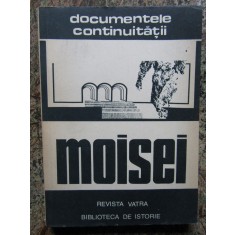 documentele
continuității
moisei
REVISTA VATRA
BIBLIOTECA DE ISTORIE